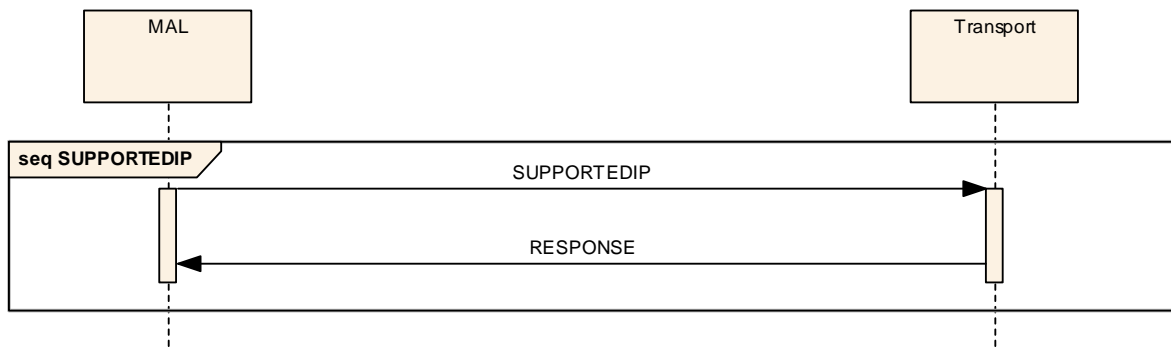 MAL
Transport
seq SUPPORTEDIP
SUPPORTEDIP
RESPONSE